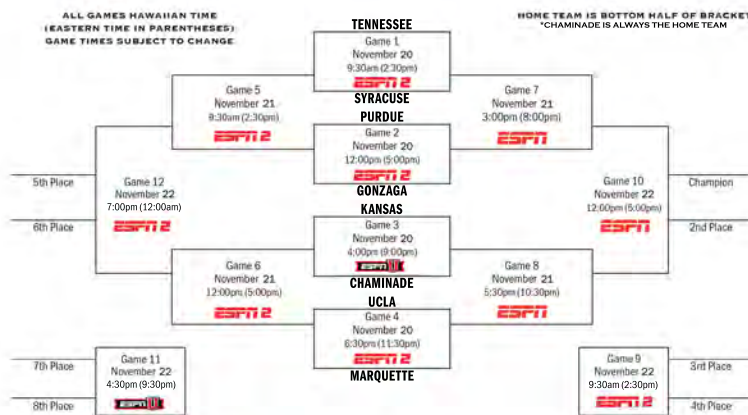 ALL GAMES HAWAIIAN TIME
(EASTERN TIME IN PARENTHESES)
GAME TIMES SUBJECT TO CHANGE
HOME TEAM IS BOTTOM HALF OF BRACKET
*CHAMINADE IS ALWAYS THE HOME TEAM
TENNESSEE
Game 1
November 20
9:30am (2:30pm)
ESPN 2
SYRACUSE
Game 5
November 21
9:30am (2:30pm)
ESPN 2
Game 7
November 21
3:00pm (8:00pm)
ESPN
PURDUE
Game 2
November 20
12:00pm (5:00pm)
ESPN 2
GONZAGA
5th Place
Game 12
November 22
7:00pm (12:00am)
ESPN 2
6th Place
Game 10
November 22
12:00pm (5:00pm)
ESPN
Champion
2nd Place
KANSAS
Game 3
November 20
4:00pm (9:00pm)
ESPN U
CHAMINADE
Game 6
November 21
12:00pm (5:00pm)
ESPN 2
Game 8
November 21
5:30pm (10:30pm)
ESPN
UCLA
Game 4
November 20
6:30pm (11:30pm)
ESPN 2
MARQUETTE
7th Place
Game 11
November 22
4:30pm (9:30pm)
ESPN U
8th Place
Game 9
November 22
9:30am (2:30pm)
ESPN 2
3rd Place
4th Place